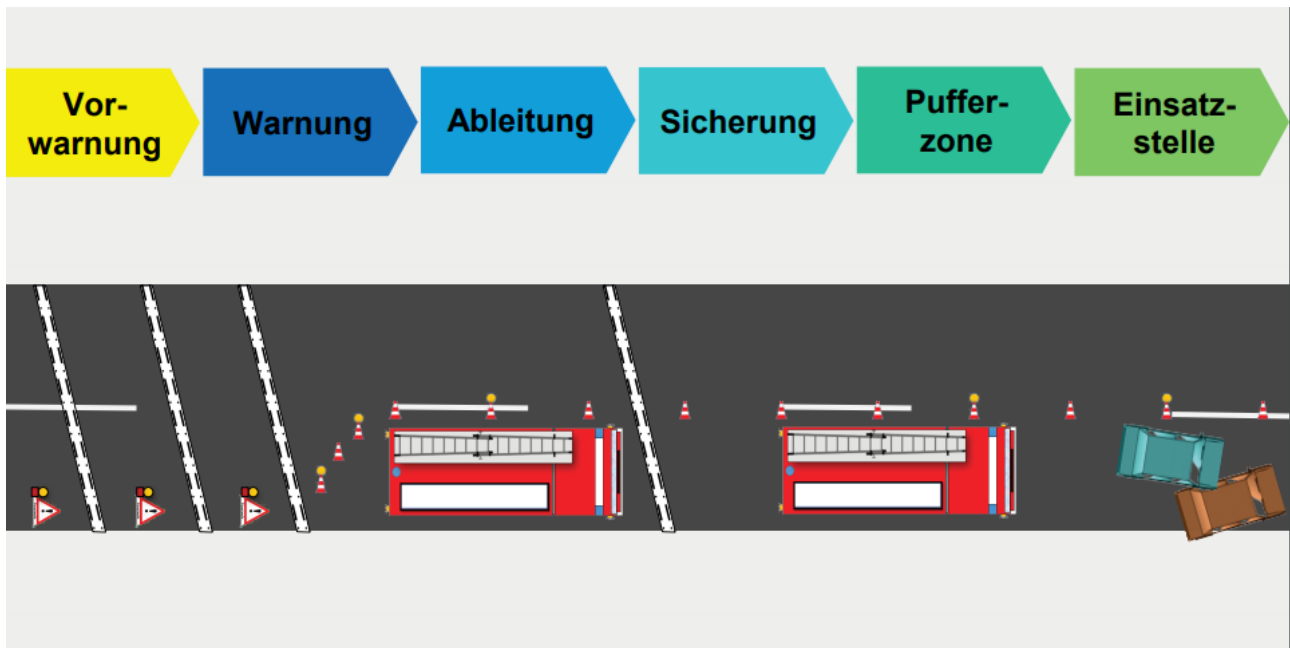 Vor-
warnung
Warnung
Ableitung
Sicherung
Puffer-
zone
Einsatz-
stelle